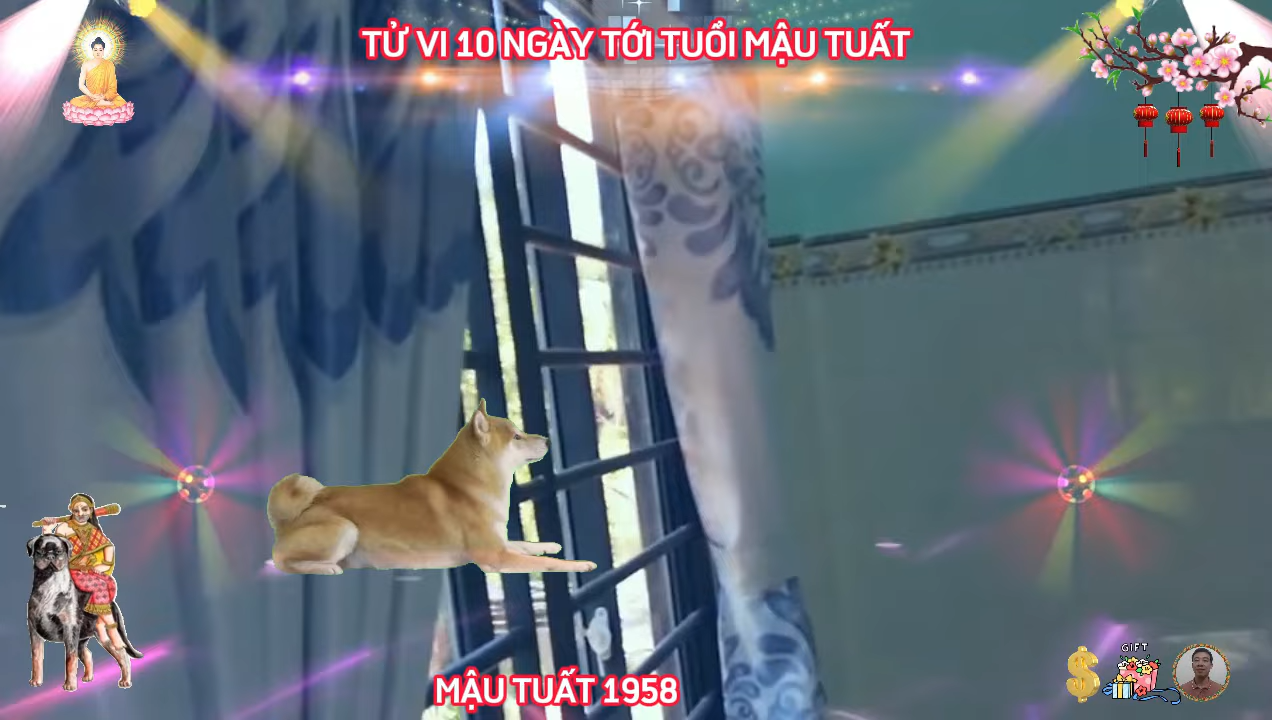 TỬ VI 10 NGÀY TỚI TUỔI MẬU TUẤT
GIFT
MẬU TUẤT 1958